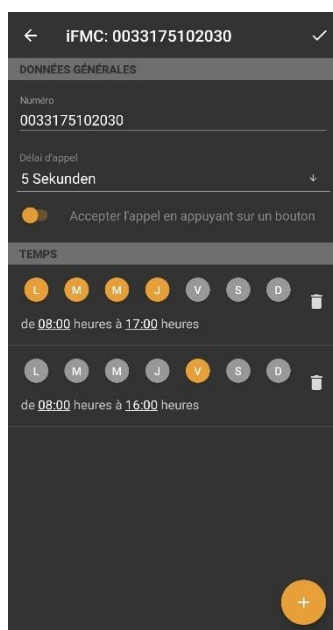 iFMC: 0033175102030
DONNÉES GÉNÉRALES
Numéro
0033175102030
Délai d'appel
5 Sekunden
Accepter l'appel en appuyant sur un bouton
TEMPS
L M M J V S D
de 08:00 heures à 17:00 heures
L M M J V S D
de 08:00 heures à 16:00 heures